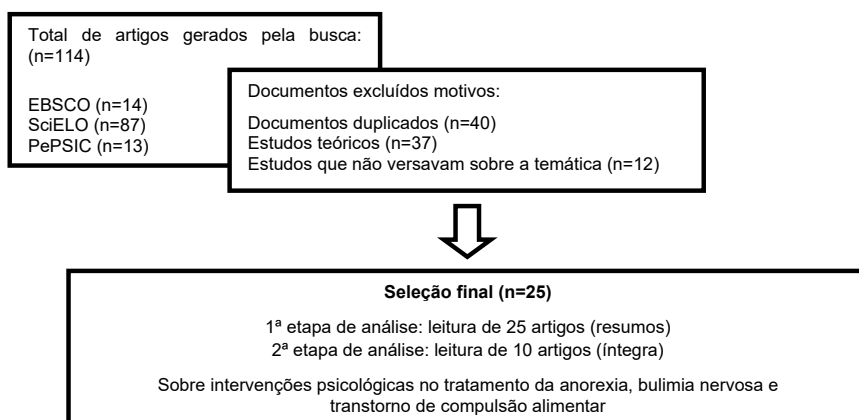 Total de artigos gerados pela busca:
(n=114)
EBSCO (n=14)
SciELO (n=87)
PePSIC (n=13)
Documentos excluídos motivos:
Documentos duplicados (n=40)
Estudos teóricos (n=37)
Estudos que não versavam sobre a temática (n=12)
Seleção final (n=25)
1ª etapa de análise: leitura de 25 artigos (resumos)
2ª etapa de análise: leitura de 10 artigos (íntegra)
Sobre intervenções psicológicas no tratamento da anorexia, bulimia nervosa e
transtorno de compulsão alimentar